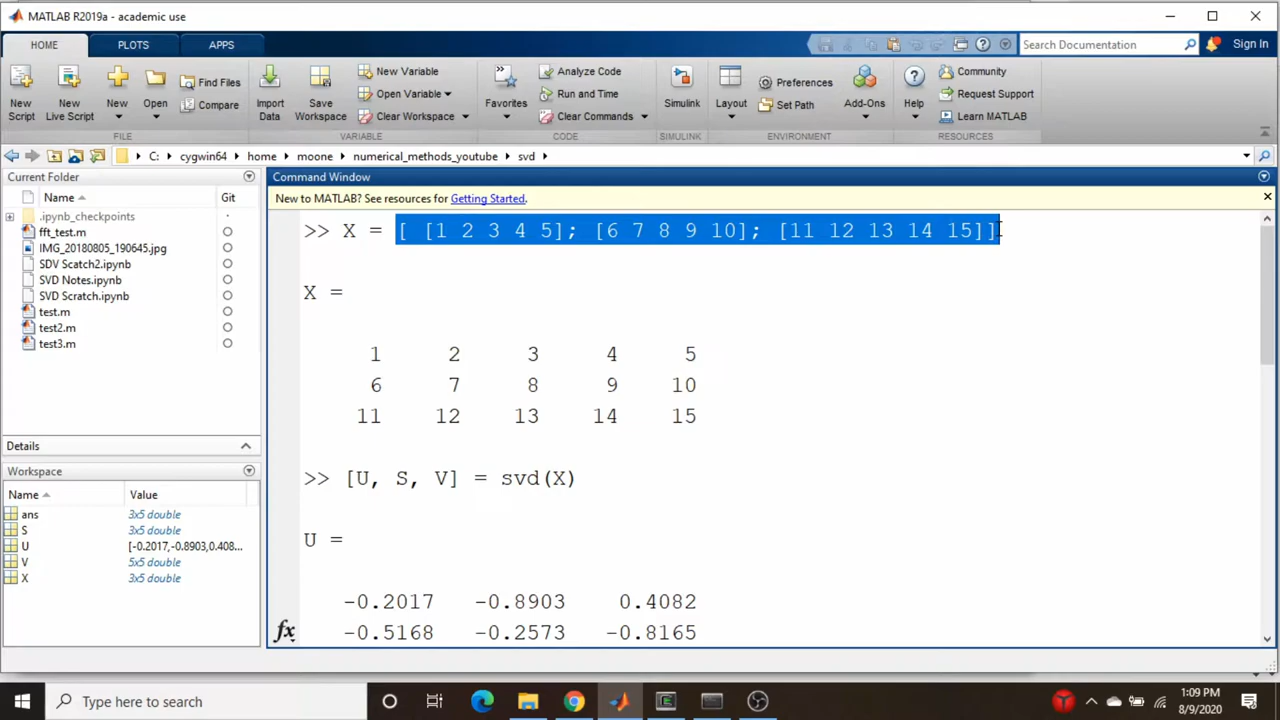 MATLAB R2019a - academic use
HOME PLOTS APPS Search Documentation Sign In
New Script
New Live Script
New
Open
Find Files
Compare
Import Data
Save Workspace
New Variable
Open Variable
Clear Workspace
Favorites
Analyze Code
Run and Time
Clear Commands
Simulink
Layout
Preferences
Set Path
Add-Ons
Help
Community
Request Support
Learn MATLAB
FILE VARIABLE CODE SIMULINK ENVIRONMENT RESOURCES
C: cygwin64 home moone numerical_methods_youtube svd
Current Folder
Name Git
.ipynb_checkpoints
fft_test.m
IMG_20180805_190645.jpg
SDV Scatch2.ipynb
SVD Notes.ipynb
SVD Scratch.ipynb
test.m
test2.m
test3.m
Details
Workspace
Name Value
ans 3x5 double
S 3x5 double
U [-0.2017,-0.8903,0.408...
V 5x5 double
X 3x5 double
Command Window
New to MATLAB? See resources for Getting Started.
>> X = [ [1 2 3 4 5]; [6 7 8 9 10]; [11 12 13 14 15]]
X =
1 2 3 4 5
6 7 8 9 10
11 12 13 14 15
>> [U, S, V] = svd(X)
U =
-0.2017 -0.8903 0.4082
-0.5168 -0.2573 -0.8165
fx
Type here to search
1:09 PM
8/9/2020